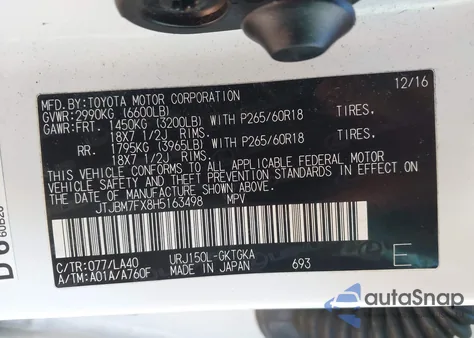 MFD.BY:TOYOTA MOTOR CORPORATION 12/16
GVWR:2990KG (6600LB)
GAWR:FRT. 1450KG (3200LB) WITH P265/60R18 TIRES,
18X7 1/2J RIMS.
RR. 1795KG (3965LB) WITH P265/60R18 TIRES,
18X7 1/2J RIMS.
THIS VEHICLE CONFORMS TO ALL APPLICABLE FEDERAL MOTOR
VEHICLE SAFETY AND BUMPER STANDARDS IN EFFECT ON
THE DATE OF MANUFACTURE SHOWN ABOVE.
JTJBM7FX8H5163498 MPV
C/TR:077/LA40 URJ150L-GKTGKA
A/TM:A01A/A760F MADE IN JAPAN 693 E
autoSnap
by carfast